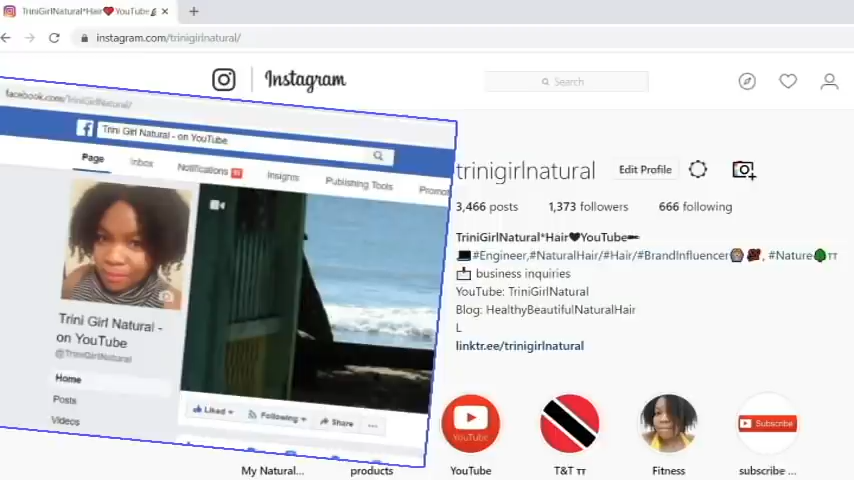 TriniGirlNatural*Hair❤YouTube
instagram.com/trinigirlnatural/
Instagram
Search
facebook.com/TriniGirlNatural/
Trini Girl Natural - on YouTube
Page Inbox Notifications Insights Publishing Tools Promo
Trini Girl Natural -
on YouTube
@TriniGirlNatural
Home
Posts
Videos
Liked Following Share ...
trinigirlnatural Edit Profile
3,466 posts 1,373 followers 666 following
TriniGirlNatural*Hair♥YouTube
#Engineer,#NaturalHair/#Hair/#BrandInfluencer, #Nature🌳TT
business inquiries
YouTube: TriniGirlNatural
Blog: HealthyBeautifulNaturalHair
L
linktr.ee/trinigirlnatural
YouTube
Subscribe
My Natural... products YouTube T&T TT Fitness subscribe ...